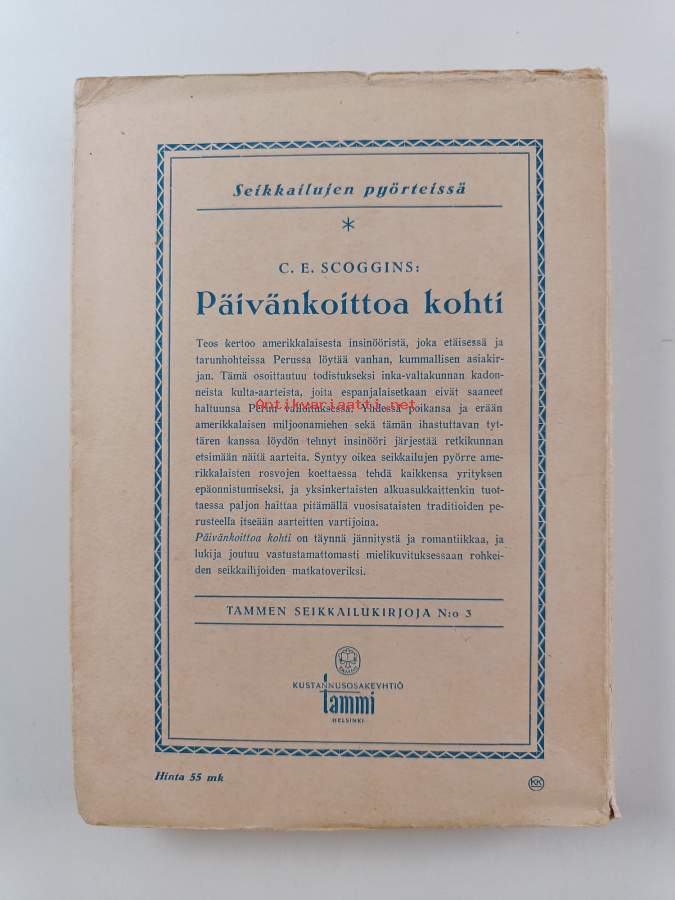 Seikkailujen pyörteissä
*
C. E. SCOGGINS:
Päivänkoittoa kohti
Teos kertoo amerikkalaisesta insinööristä, joka etäisessä ja
tarunhohteissa Perussa löytää vanhan, kummallisen asiakir-
jan. Tämä osoittautuu todistukseksi inka-valtakunnan kadon-
neista kulta-aarteista, joita espanjalaisetkaan eivät saaneet
haltuunsa Perun valloituksessa. Yhdessä poikansa ja erään
Antikvariaatti.net
amerikkalaisen miljoonamiehen sekä tämän ihastuttavan tyt-
tären kanssa löydön tehnyt insinööri järjestää retkikunnan
etsimään näitä aarteita. Syntyy oikea seikkailujen pyörre ame-
rikkalaisten rosvojen koettaessa tehdä kaikkensa yrityksen
epäonnistumiseksi, ja yksinkertaisten alkuasukkaittenkin tuot-
taessa paljon haittaa pitämällä vuosisataisten traditioiden pe-
rusteella itseään aarteitten vartijoina.
Päivänkoittoa kohti on täynnä jännitystä ja romantiikkaa, ja
lukija joutuu vastustamattomasti mielikuvituksessaan rohkei-
den seikkailijoiden matkatoveriksi.
TAMMEN SEIKKAILUKIRJOJA N:o 3
KUSTANNUSOSAKEYHTIÖ
tammi
HELSINKI
Hinta 55 mk
KK